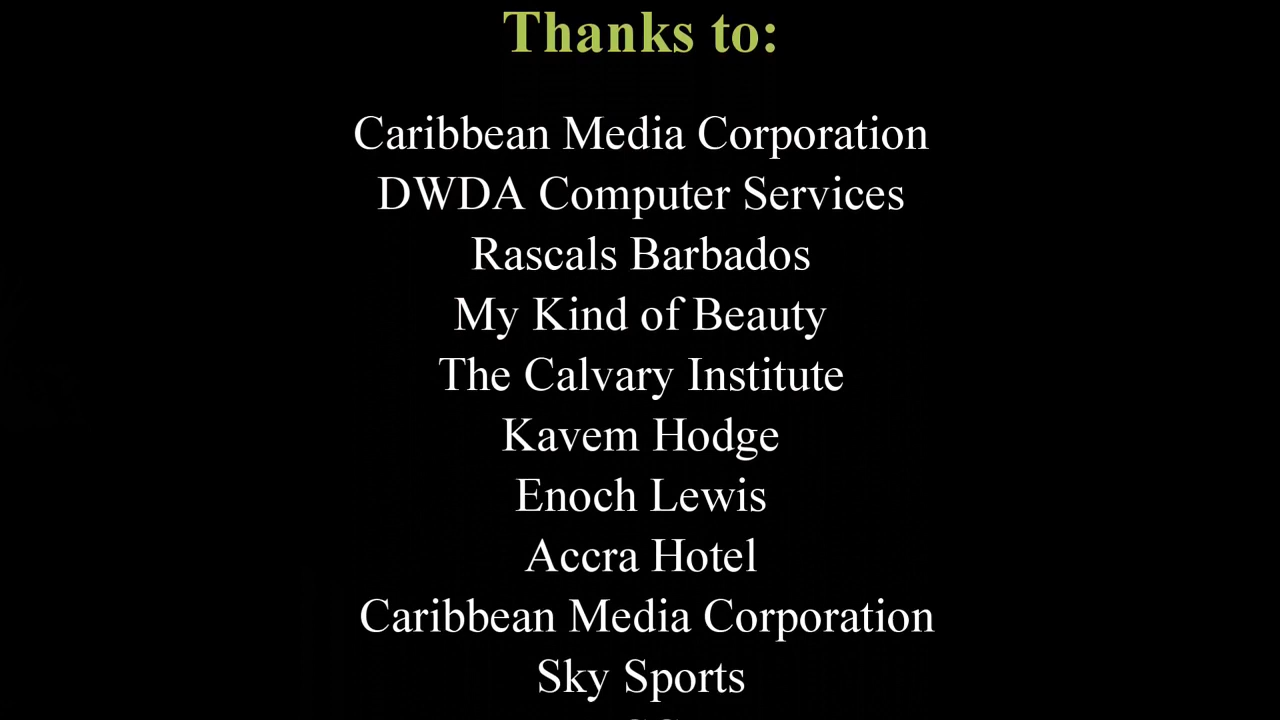 Thanks to:
Caribbean Media Corporation
DWDA Computer Services
Rascals Barbados
My Kind of Beauty
The Calvary Institute
Kavem Hodge
Enoch Lewis
Accra Hotel
Caribbean Media Corporation
Sky Sports